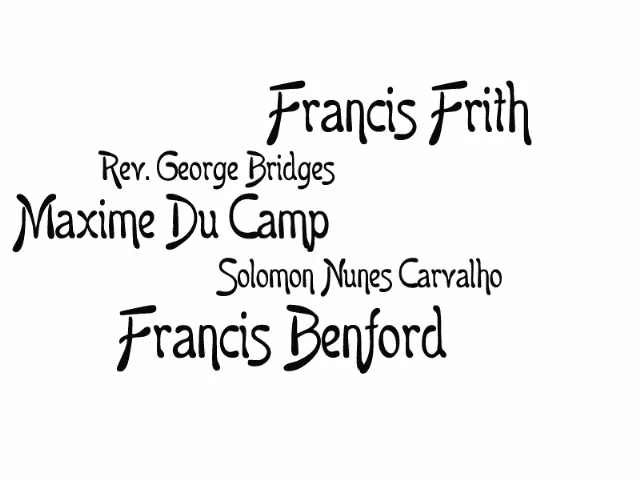 Francis Frith
Rev. George Bridges
Maxime Du Camp
Solomon Nunes Carvalho
Francis Benford